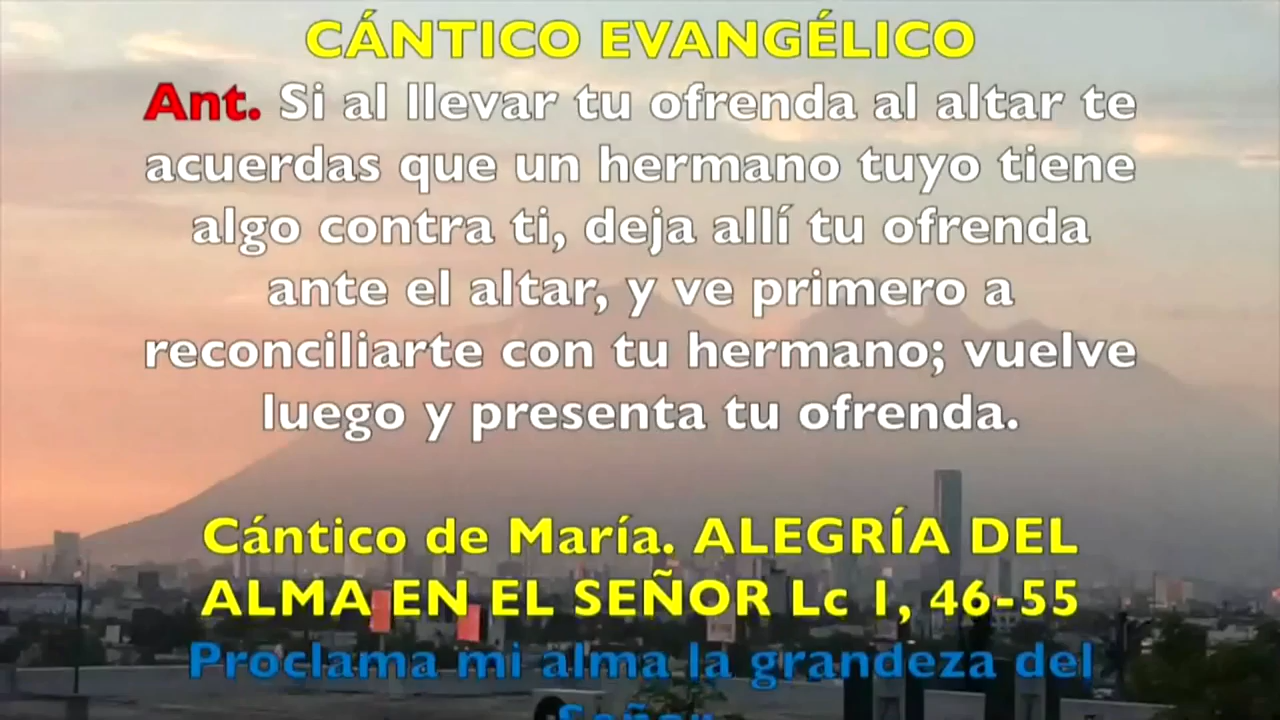 CÁNTICO EVANGÉLICO
Ant. Si al llevar tu ofrenda al altar te
acuerdas que un hermano tuyo tiene
algo contra ti, deja allí tu ofrenda
ante el altar, y ve primero a
reconciliarte con tu hermano; vuelve
luego y presenta tu ofrenda.
Cántico de María. ALEGRÍA DEL
ALMA EN EL SEÑOR Lc 1, 46-55
Proclama mi alma la grandeza del
Señor